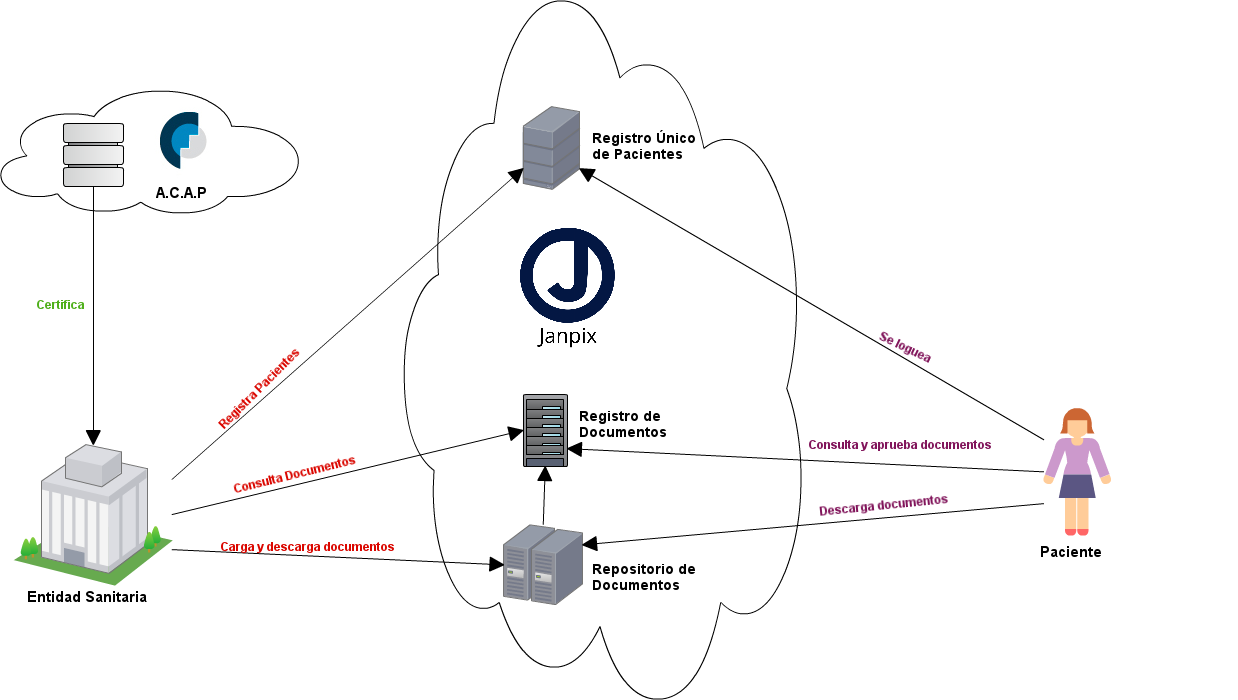 Registro Único
de Pacientes
A.C.A.P
Certifica
Janpix
Registra Pacientes
Se loguea
Registro de
Documentos
Consulta Documentos
Consulta y aprueba documentos
Descarga documentos
Carga y descarga documentos
Paciente
Repositorio de
Documentos
Entidad Sanitaria